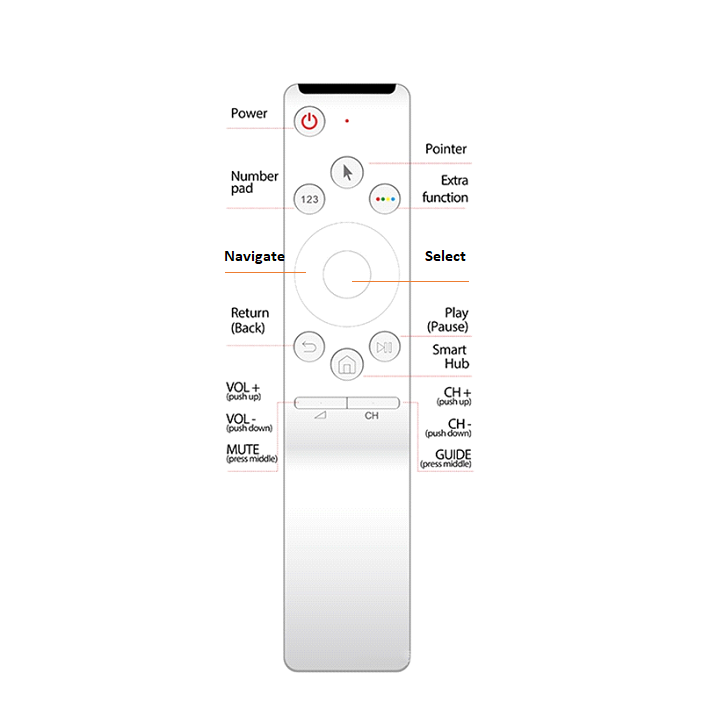 Power
Pointer
Number
pad
Extra
function
123
Navigate
Select
Return
(Back)
Play
(Pause)
Smart
Hub
VOL +
(push up)
VOL -
(push down)
MUTE
(press middle)
CH
CH +
(push up)
CH -
(push down)
GUIDE
(press middle)